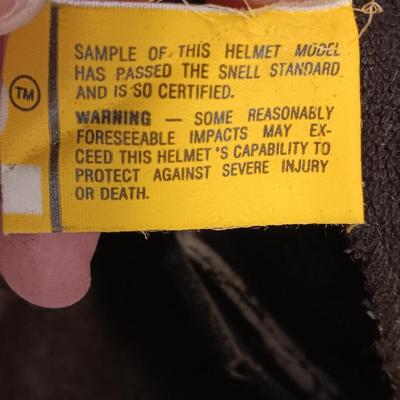 SAMPLE OF THIS HELMET MODEL
HAS PASSED THE SNELL STANDARD
AND IS SO CERTIFIED.
WARNING — SOME REASONABLY
FORESEEABLE IMPACTS MAY EX-
CEED THIS HELMET'S CAPABILITY TO
PROTECT AGAINST SEVERE INJURY
OR DEATH.
TM